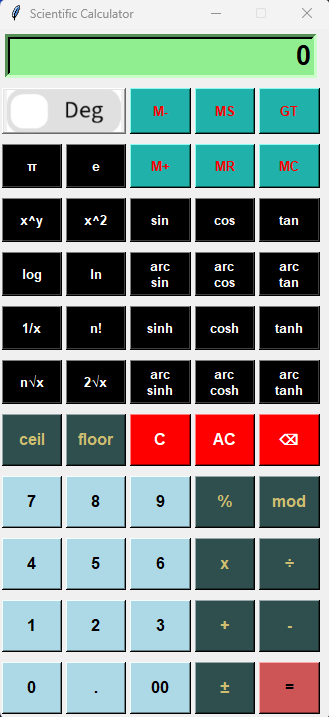 Scientific Calculator
0
Deg M- MS GT
π e M+ MR MC
x^y x^2 sin cos tan
log ln arc sin arc cos arc tan
1/x n! sinh cosh tanh
n√x 2√x arc sinh arc cosh arc tanh
ceil floor C AC ⌫
7 8 9 % mod
4 5 6 x ÷
1 2 3 + -
0 . 00 ± =